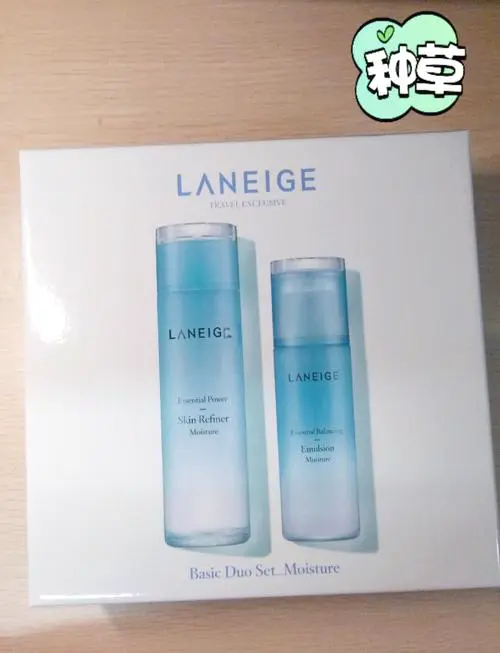 种草
LANEIGE
TRAVEL EXCLUSIVE
LANEIGE
Essential Power
Skin Refiner
Moisture
LANEIGE
Essential Balancing
Emulsion
Moisture
Basic Duo Set_Moisture